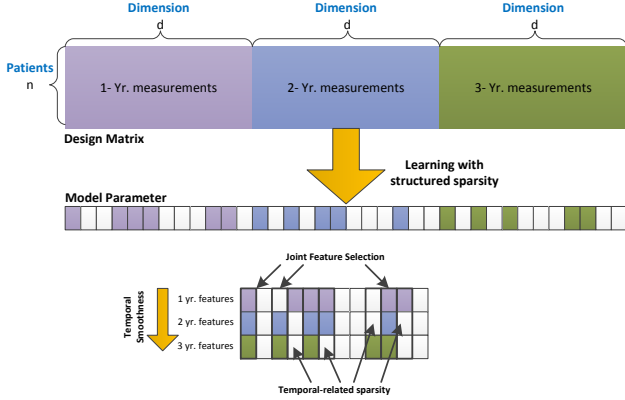 Dimension Dimension Dimension
d d d
Patients
n
1- Yr. measurements 2- Yr. measurements 3- Yr. measurements
Design Matrix
Learning with
structured sparsity
Model Parameter
Joint Feature Selection
Temporal
Smoothness
1 yr. features
2 yr. features
3 yr. features
Temporal-related sparsity